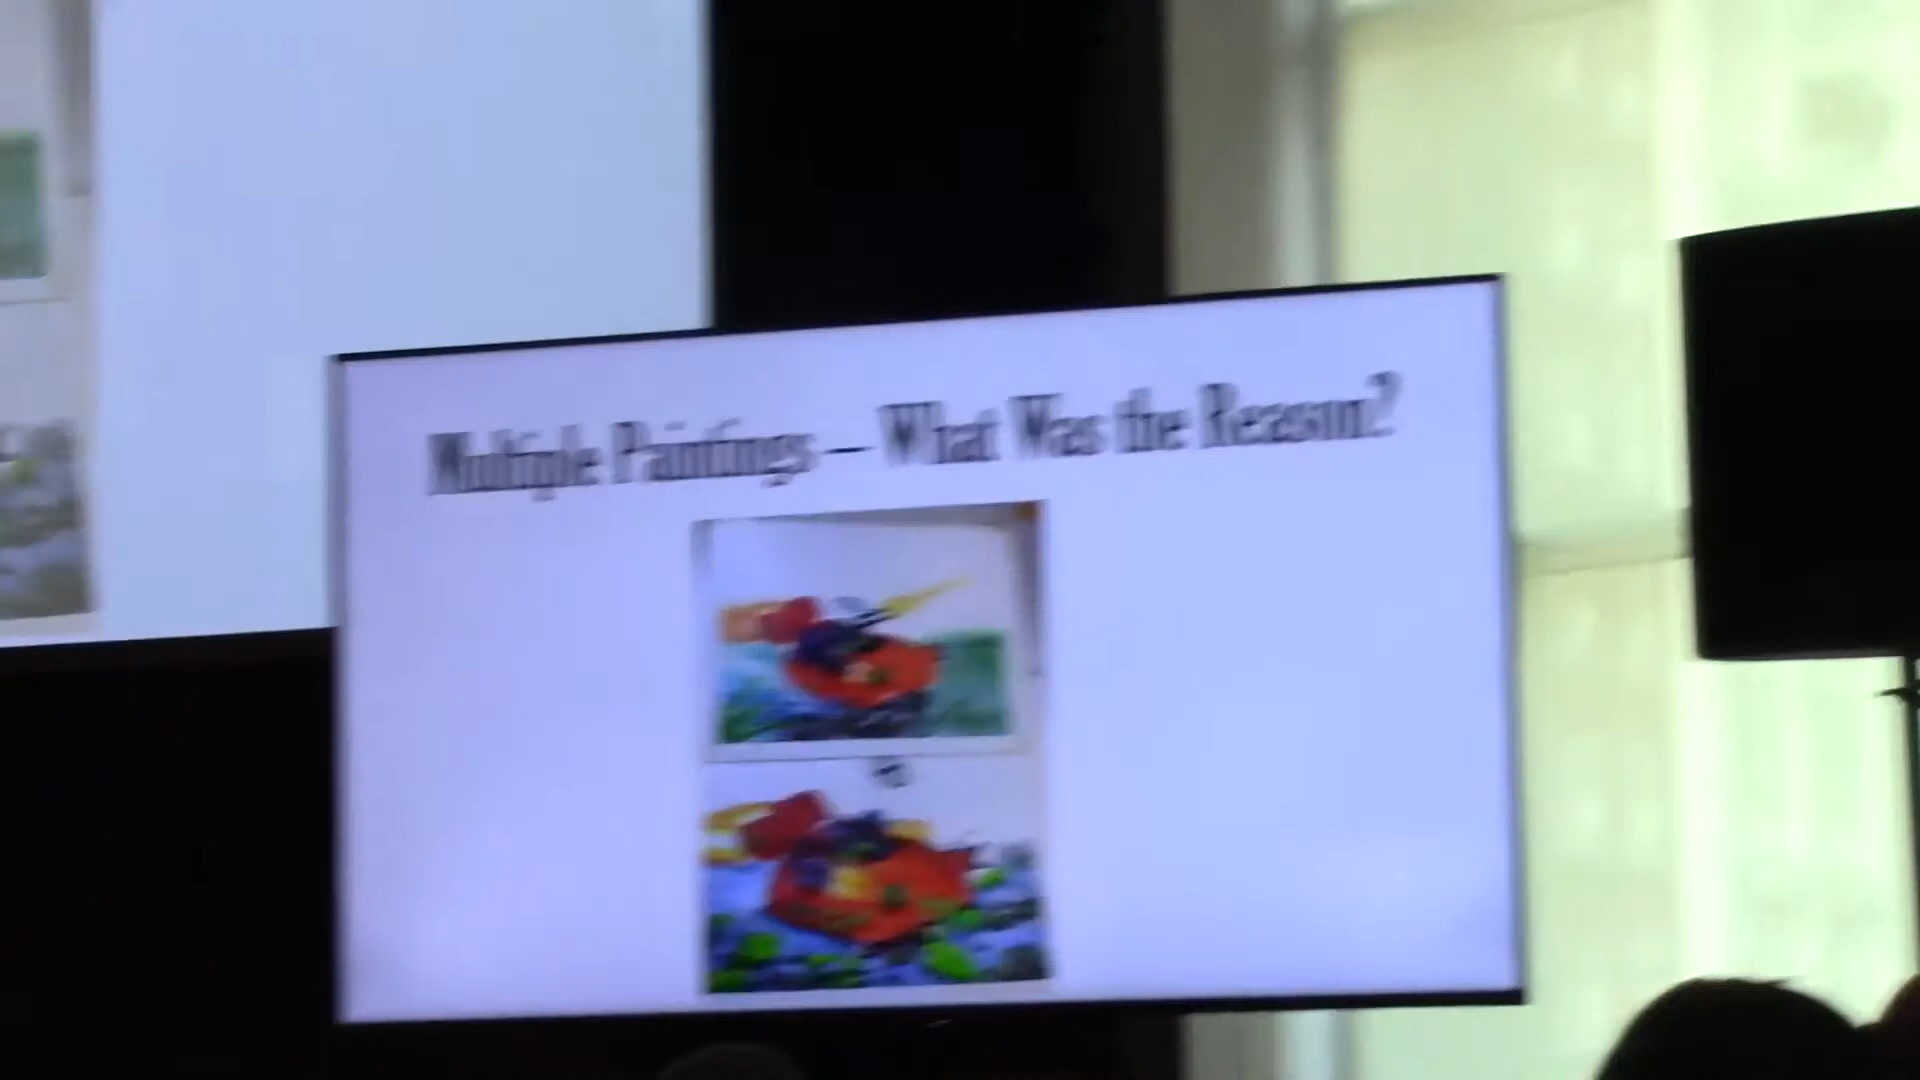 Multiple Paintings – What Was the Reason?